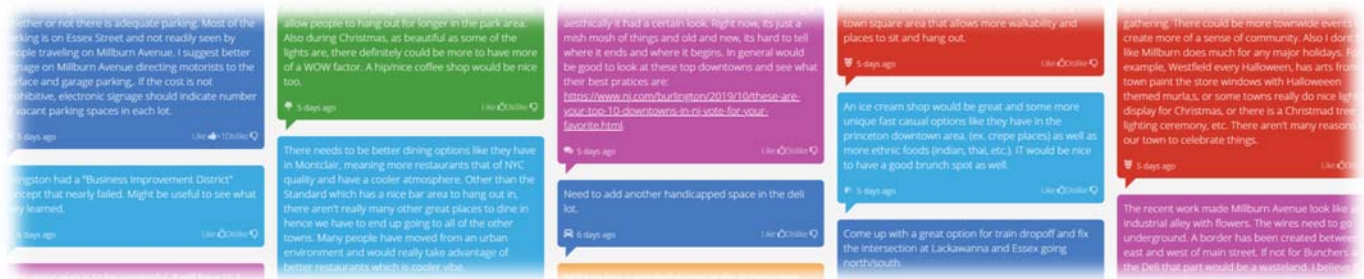 ether or not there is adequate parking. Most of the
rking is on Essex Street and not readily seen by
ople traveling on Millburn Avenue. I suggest better
nage on Millburn Avenue directing motorists to the
urface and garage parking,. If the cost is not
ohibitive, electronic signage should indicate number
vacant parking spaces in each lot.
5 days ago
Like +1 Dislike
ingston had a "Business Improvement District"
ncept that nearly failed. Might be useful to see what
ey learned.
days ago
Like Dislike
allow people to hang out for longer in the park area.
Also during Christmas, as beautiful as some of the
lights are, there definitely could be more to have more
of a WOW factor. A hip/nice coffee shop would be nice
too.
5 days ago
Like Dislike
There needs to be better dining options like they have
in Montclair, meaning more restaurants that of NYC
quality and have a cooler atmosphere. Other than the
Standard which has a nice bar area to hang out in,
there aren't really many other great places to dine in
hence we have to end up going to all of the other
towns. Many people have moved from an urban
environment and would really take advantage of
better restaurants which is cooler vibe.
aesthically it had a certain look. Right now, its just a
mish mosh of things and old and new, its hard to tell
where it ends and where it begins. In general would
be good to look at these top downtowns and see what
their best pratices are:
https://www.nj.com/burlington/2019/10/these-are-
your-top-10-downtowns-in-nj-vote-for-your-
favorite.html.
5 days ago
Like Dislike
Need to add another handicapped space in the deli
lot.
6 days ago
Like Dislike
town square area that allows more walkability and
places to sit and hang out.
5 days ago
Like Dislike
An ice cream shop would be great and some more
unique fast casual options like they have in the
princeton downtown area. (ex. crepe places) as well as
more ethnic foods (indian, thai, etc.). IT would be nice
to have a good brunch spot as well.
5 days ago
Like Dislike
Come up with a great option for train dropoff and fix
the intersection at Lackawanna and Essex going
north/south.
gathering. There could be more townwide events
create more of a sense of community. Also I dont
like Millburn does much for any major holidays. Fo
example, Westfield every Halloween, has arts from
town paint the store windows with Halloweeen
themed murla,s, or some towns really do nice light
display for Christmas, or there is a Christmad tree
lighting ceremony, etc. There aren't many reasons
our town to celebrate things.
5 days ago
Like
The recent work made Millburn Avenue look like a
industrial alley with flowers. The wires need to go
underground. A border has been created between
east and west of main street. If not for Bunchers a
the Deli that part would be a wasteland. I believe